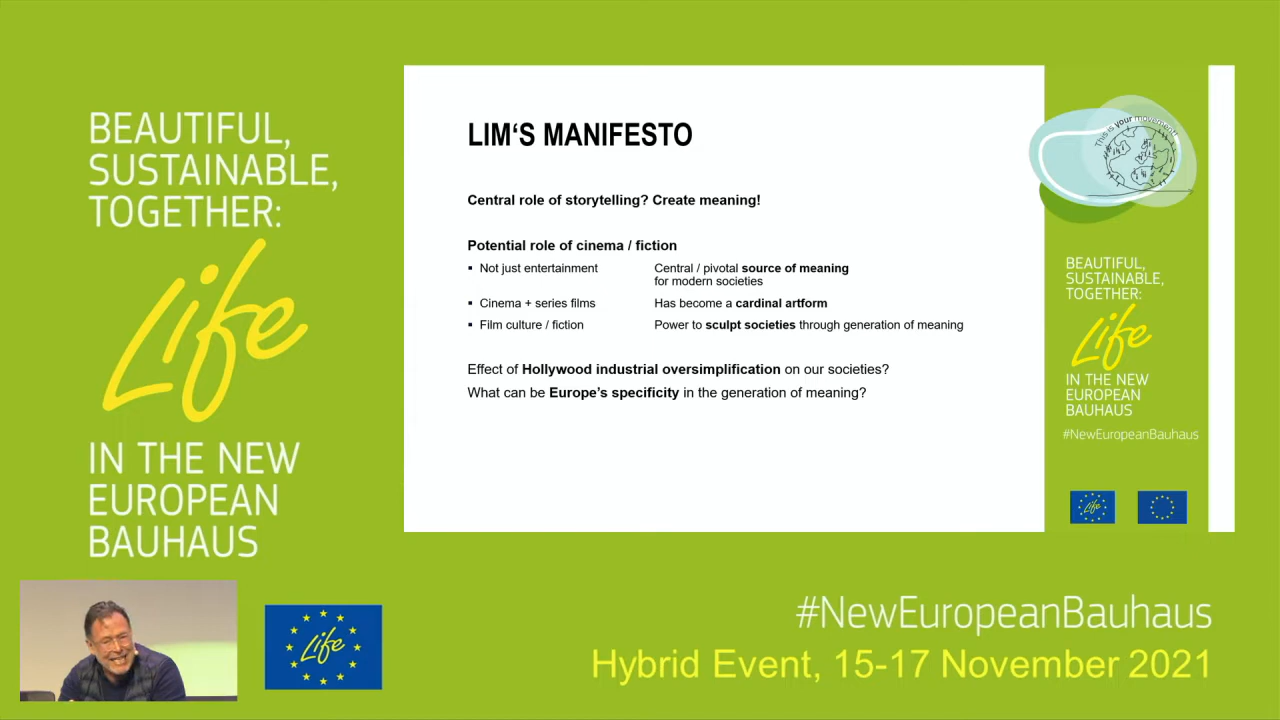 BEAUTIFUL,
SUSTAINABLE,
TOGETHER:
Life
IN THE NEW
EUROPEAN
BAUHAUS
LIM‘S MANIFESTO
Central role of storytelling? Create meaning!
Potential role of cinema / fiction
▪ Not just entertainment Central / pivotal source of meaning
for modern societies
▪ Cinema + series films Has become a cardinal artform
▪ Film culture / fiction Power to sculpt societies through generation of meaning
Effect of Hollywood industrial oversimplification on our societies?
What can be Europe’s specificity in the generation of meaning?
This is your movement!
BEAUTIFUL,
SUSTAINABLE,
TOGETHER:
Life
IN THE NEW
EUROPEAN
BAUHAUS
#NewEuropeanBauhaus
Life
Life
#NewEuropeanBauhaus
Hybrid Event, 15-17 November 2021